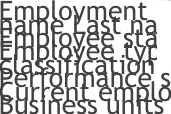 Employment
name Last na
Employee sta
Employee typ
Classification
Performance s
Current emplo
Business units